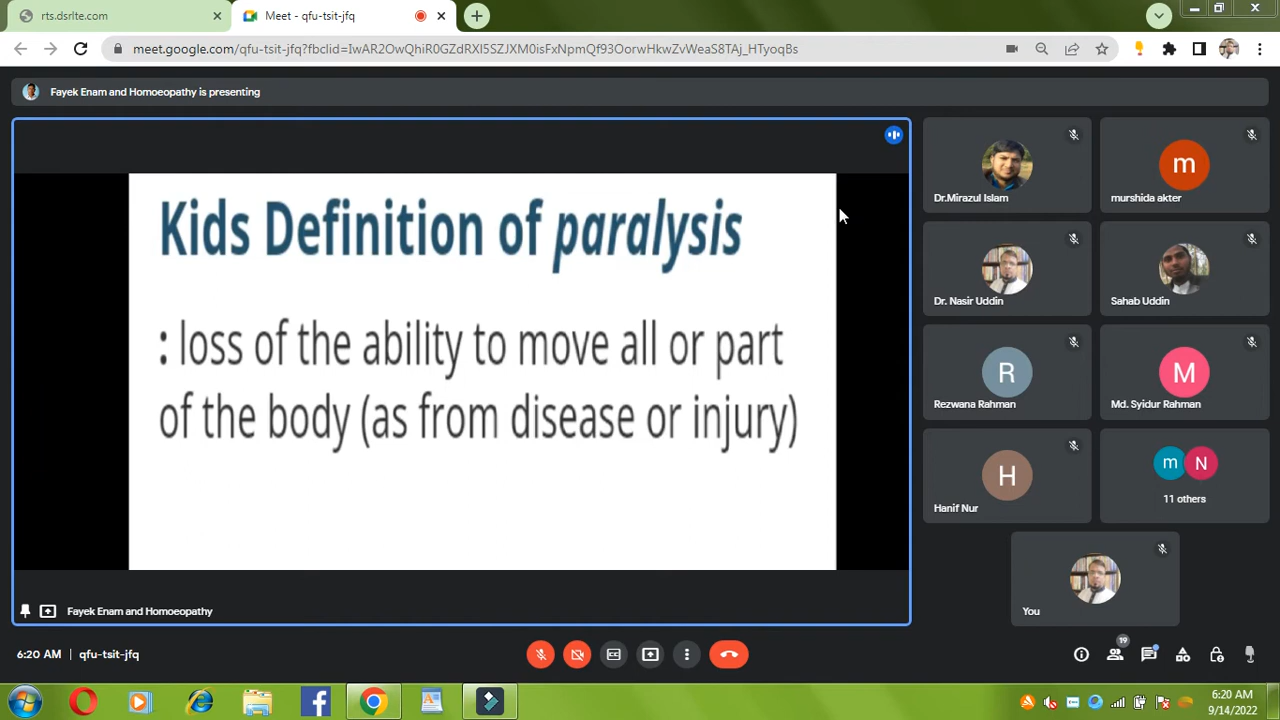 rts.dsrlte.com
Meet - qfu-tsit-jfq
meet.google.com/qfu-tsit-jfq?fbclid=IwAR2OwQhiR0GZdRXI5SZJXM0isFxNpmQf93OorwHkwZvWeaS8TAj_HTyoqBs
Fayek Enam and Homoeopathy is presenting
Kids Definition of paralysis
: loss of the ability to move all or part
of the body (as from disease or injury)
Fayek Enam and Homoeopathy
Dr.Mirazul Islam
m
murshida akter
Dr. Nasir Uddin
Sahab Uddin
R
Rezwana Rahman
M
Md. Syidur Rahman
H
Hanif Nur
m N
11 others
You
6:20 AM | qfu-tsit-jfq
19
6:20 AM
9/14/2022